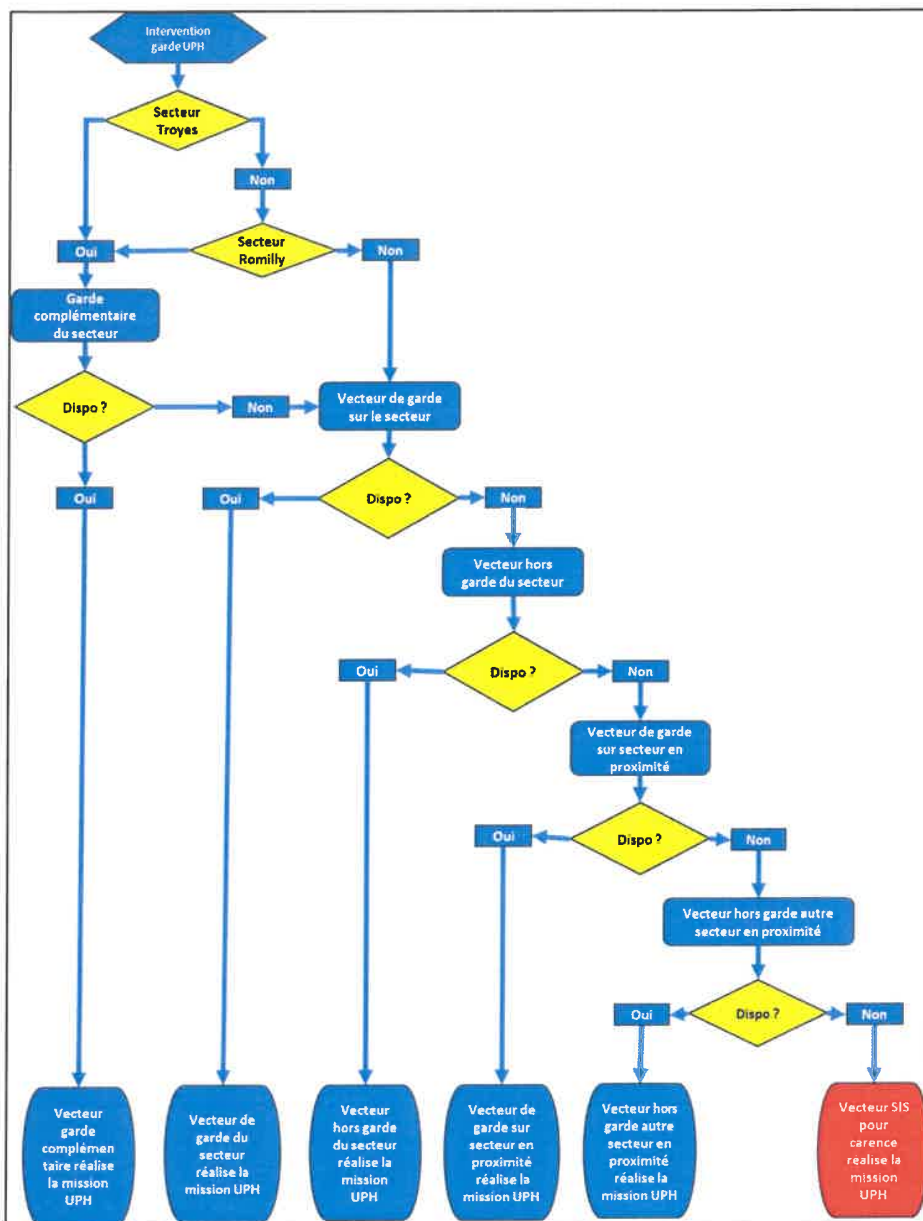 Intervention
garde UPH
Secteur
Troyes
Non
Oui
Secteur
Romilly
Non
Garde
complémentaire
du secteur
Dispo ?
Non
Vecteur de garde
sur le secteur
Oui
Oui
Dispo ?
Non
Vecteur hors
garde du secteur
Oui
Dispo ?
Non
Vecteur de garde
sur secteur en
proximité
Oui
Dispo ?
Non
Vecteur hors garde autre
secteur en proximité
Oui
Dispo ?
Non
Vecteur
garde
complémen
taire réalise
la mission
UPH
Vecteur de
garde du
secteur
réalise la
mission UPH
Vecteur
hors garde
du secteur
réalise la
mission
UPH
Vecteur de
garde sur
secteur en
proximité
réalise la
mission UPH
Vecteur hors
garde autre
secteur en
proximité
réalise la
mission UPH
Vecteur SIS
pour
carence
réalise la
mission
UPH